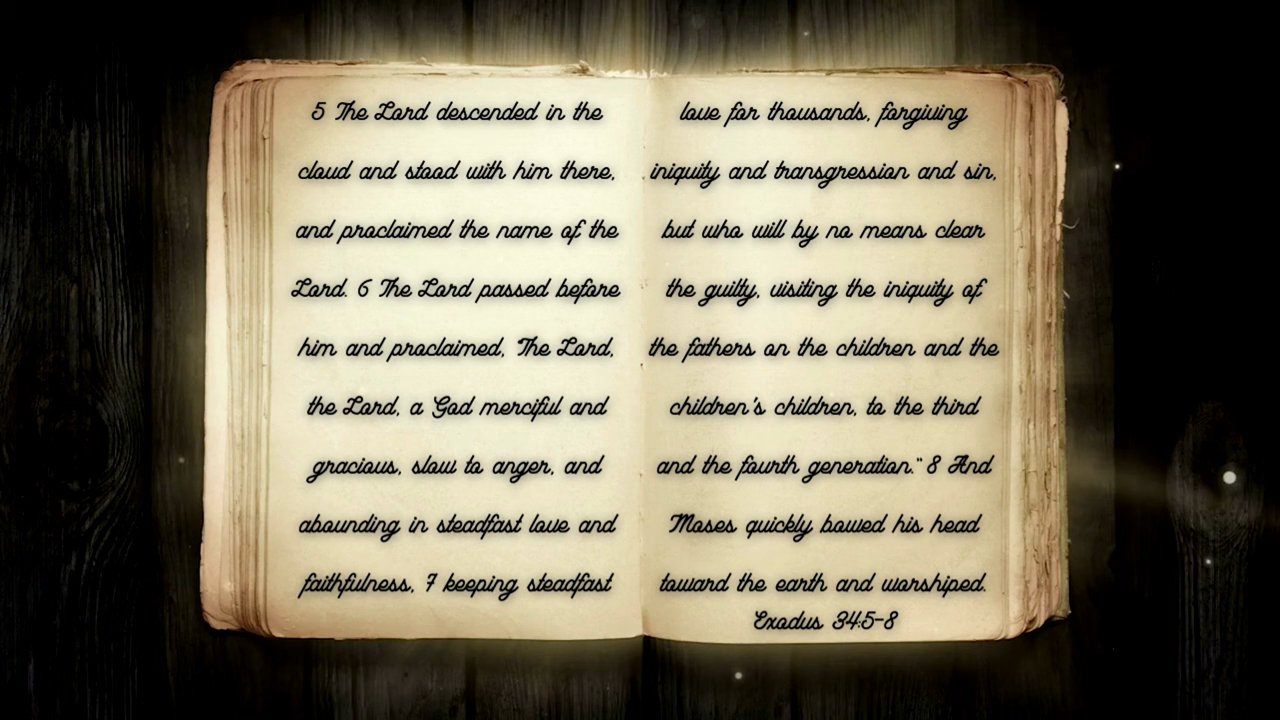 5 The Lord descended in the
cloud and stood with him there,
and proclaimed the name of the
Lord. 6 The Lord passed before
him and proclaimed, The Lord,
the Lord, a God merciful and
gracious, slow to anger, and
abounding in steadfast love and
faithfulness, 7 keeping steadfast
love for thousands, forgiving
iniquity and transgression and sin,
but who will by no means clear
the guilty, visiting the iniquity of
the fathers on the children and the
children's children, to the third
and the fourth generation." 8 And
Moses quickly bowed his head
toward the earth and worshiped.
Exodus 34:5-8